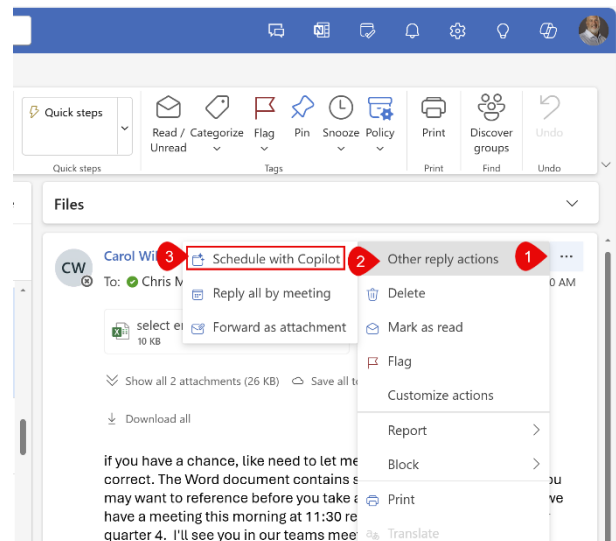 Quick steps
Read / Unread
Categorize
Flag
Pin
Snooze
Policy
Print
Discover groups
Undo
Quick steps
Tags
Print
Find
Undo
Files
CW
Carol Wil
3
Schedule with Copilot
2
Other reply actions
1
...
To: Chris M
Reply all by meeting
Delete
0 AM
select e
10 KB
Forward as attachment
Mark as read
Flag
Show all 2 attachments (26 KB)
Save all to
Customize actions
Download all
Report
Block
Print
Translate
if you have a chance, like need to let me
correct. The Word document contains s
may want to reference before you take a
have a meeting this morning at 11:30 re
quarter 4. I'll see you in our teams mee
ou
we